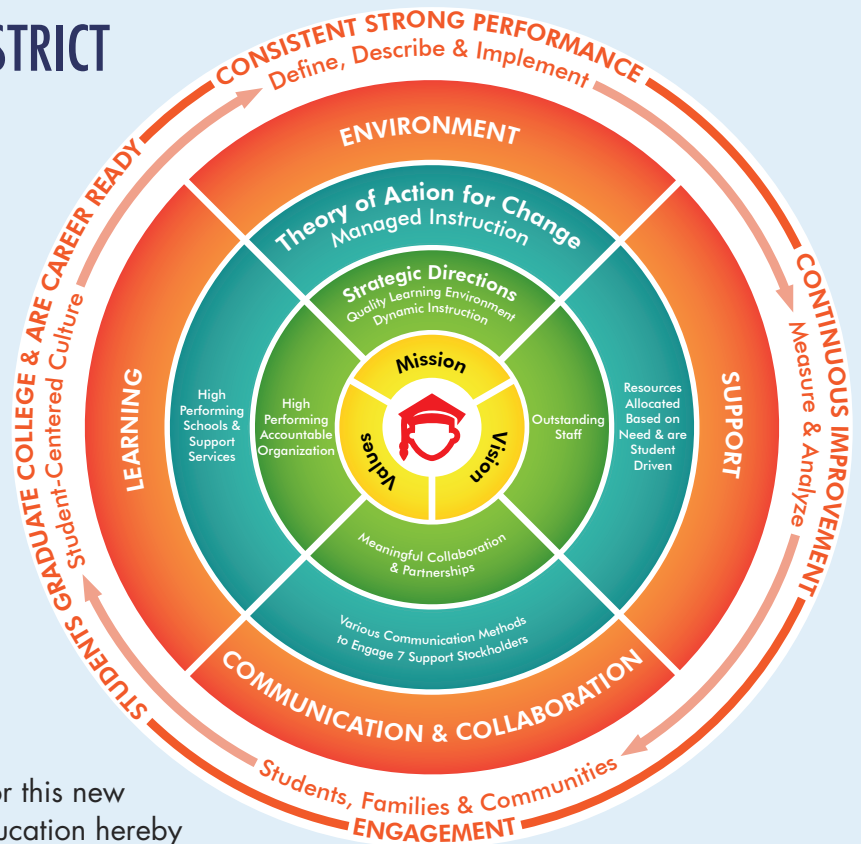 STRICT
CONSISTENT STRONG PERFORMANCE
Define, Describe & Implement
ENVIRONMENT
Theory of Action for Change
Managed Instruction
Strategic Directions
Quality Learning Environment
Dynamic Instruction
Mission
Values
Vision
STUDENTS GRADUATE COLLEGE & ARE CAREER READY
Student-Centered Culture
LEARNING
High
Performing
Schools &
Support
Services
High
Performing
Accountable
Organization
Outstanding
Staff
Resources
Allocated
Based on
Need & are
Student
Driven
SUPPORT
Measure & Analyze
CONTINUOUS IMPROVEMENT
Meaningful Collaboration
& Partnerships
Various Communication Methods
to Engage 7 Support Stockholders
COMMUNICATION & COLLABORATION
Students, Families & Communities
ENGAGEMENT
or this new
ucation hereby